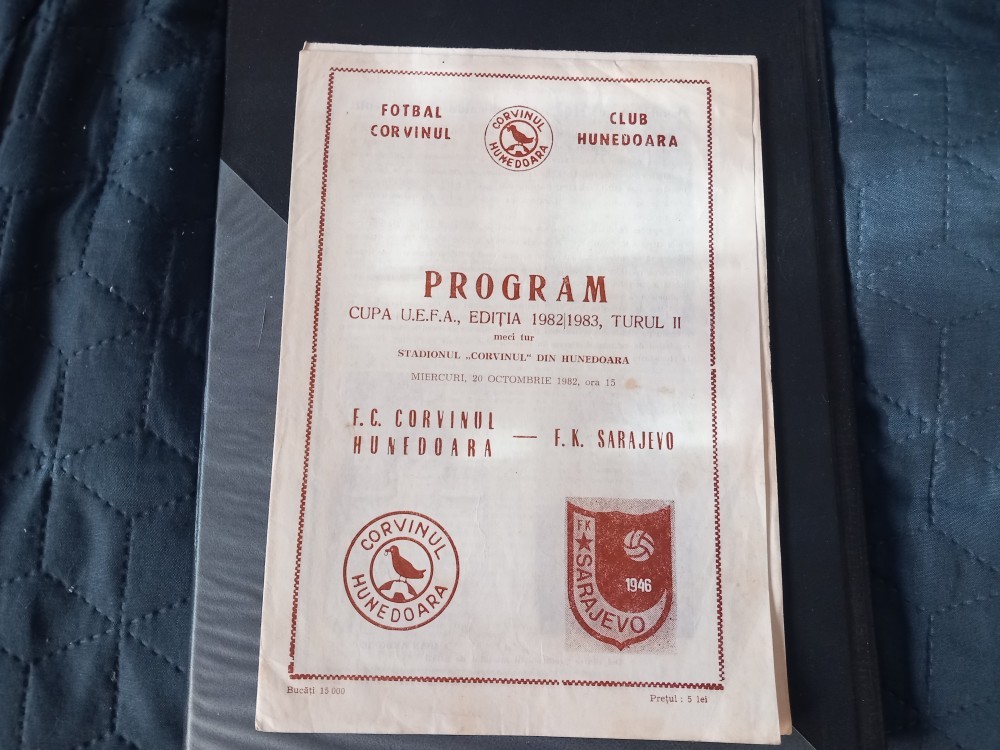 FOTBAL
CORVINUL
CORVINUL
HUNEDOARA
CLUB
HUNEDOARA
PROGRAM
CUPA U.E.F.A., EDIȚIA 1982|1983, TURUL II
meci tur
STADIONUL „CORVINUL" DIN HUNEDOARA
MIERCURI, 20 OCTOMBRIE 1982, ora 15
F.C. CORVINUL
HUNEDOARA
— F.K. SARAJEVO
CORVINUL
HUNEDOARA
FK
SARAJEVO
1946
Bucăți 15 000
Prețul : 5 lei